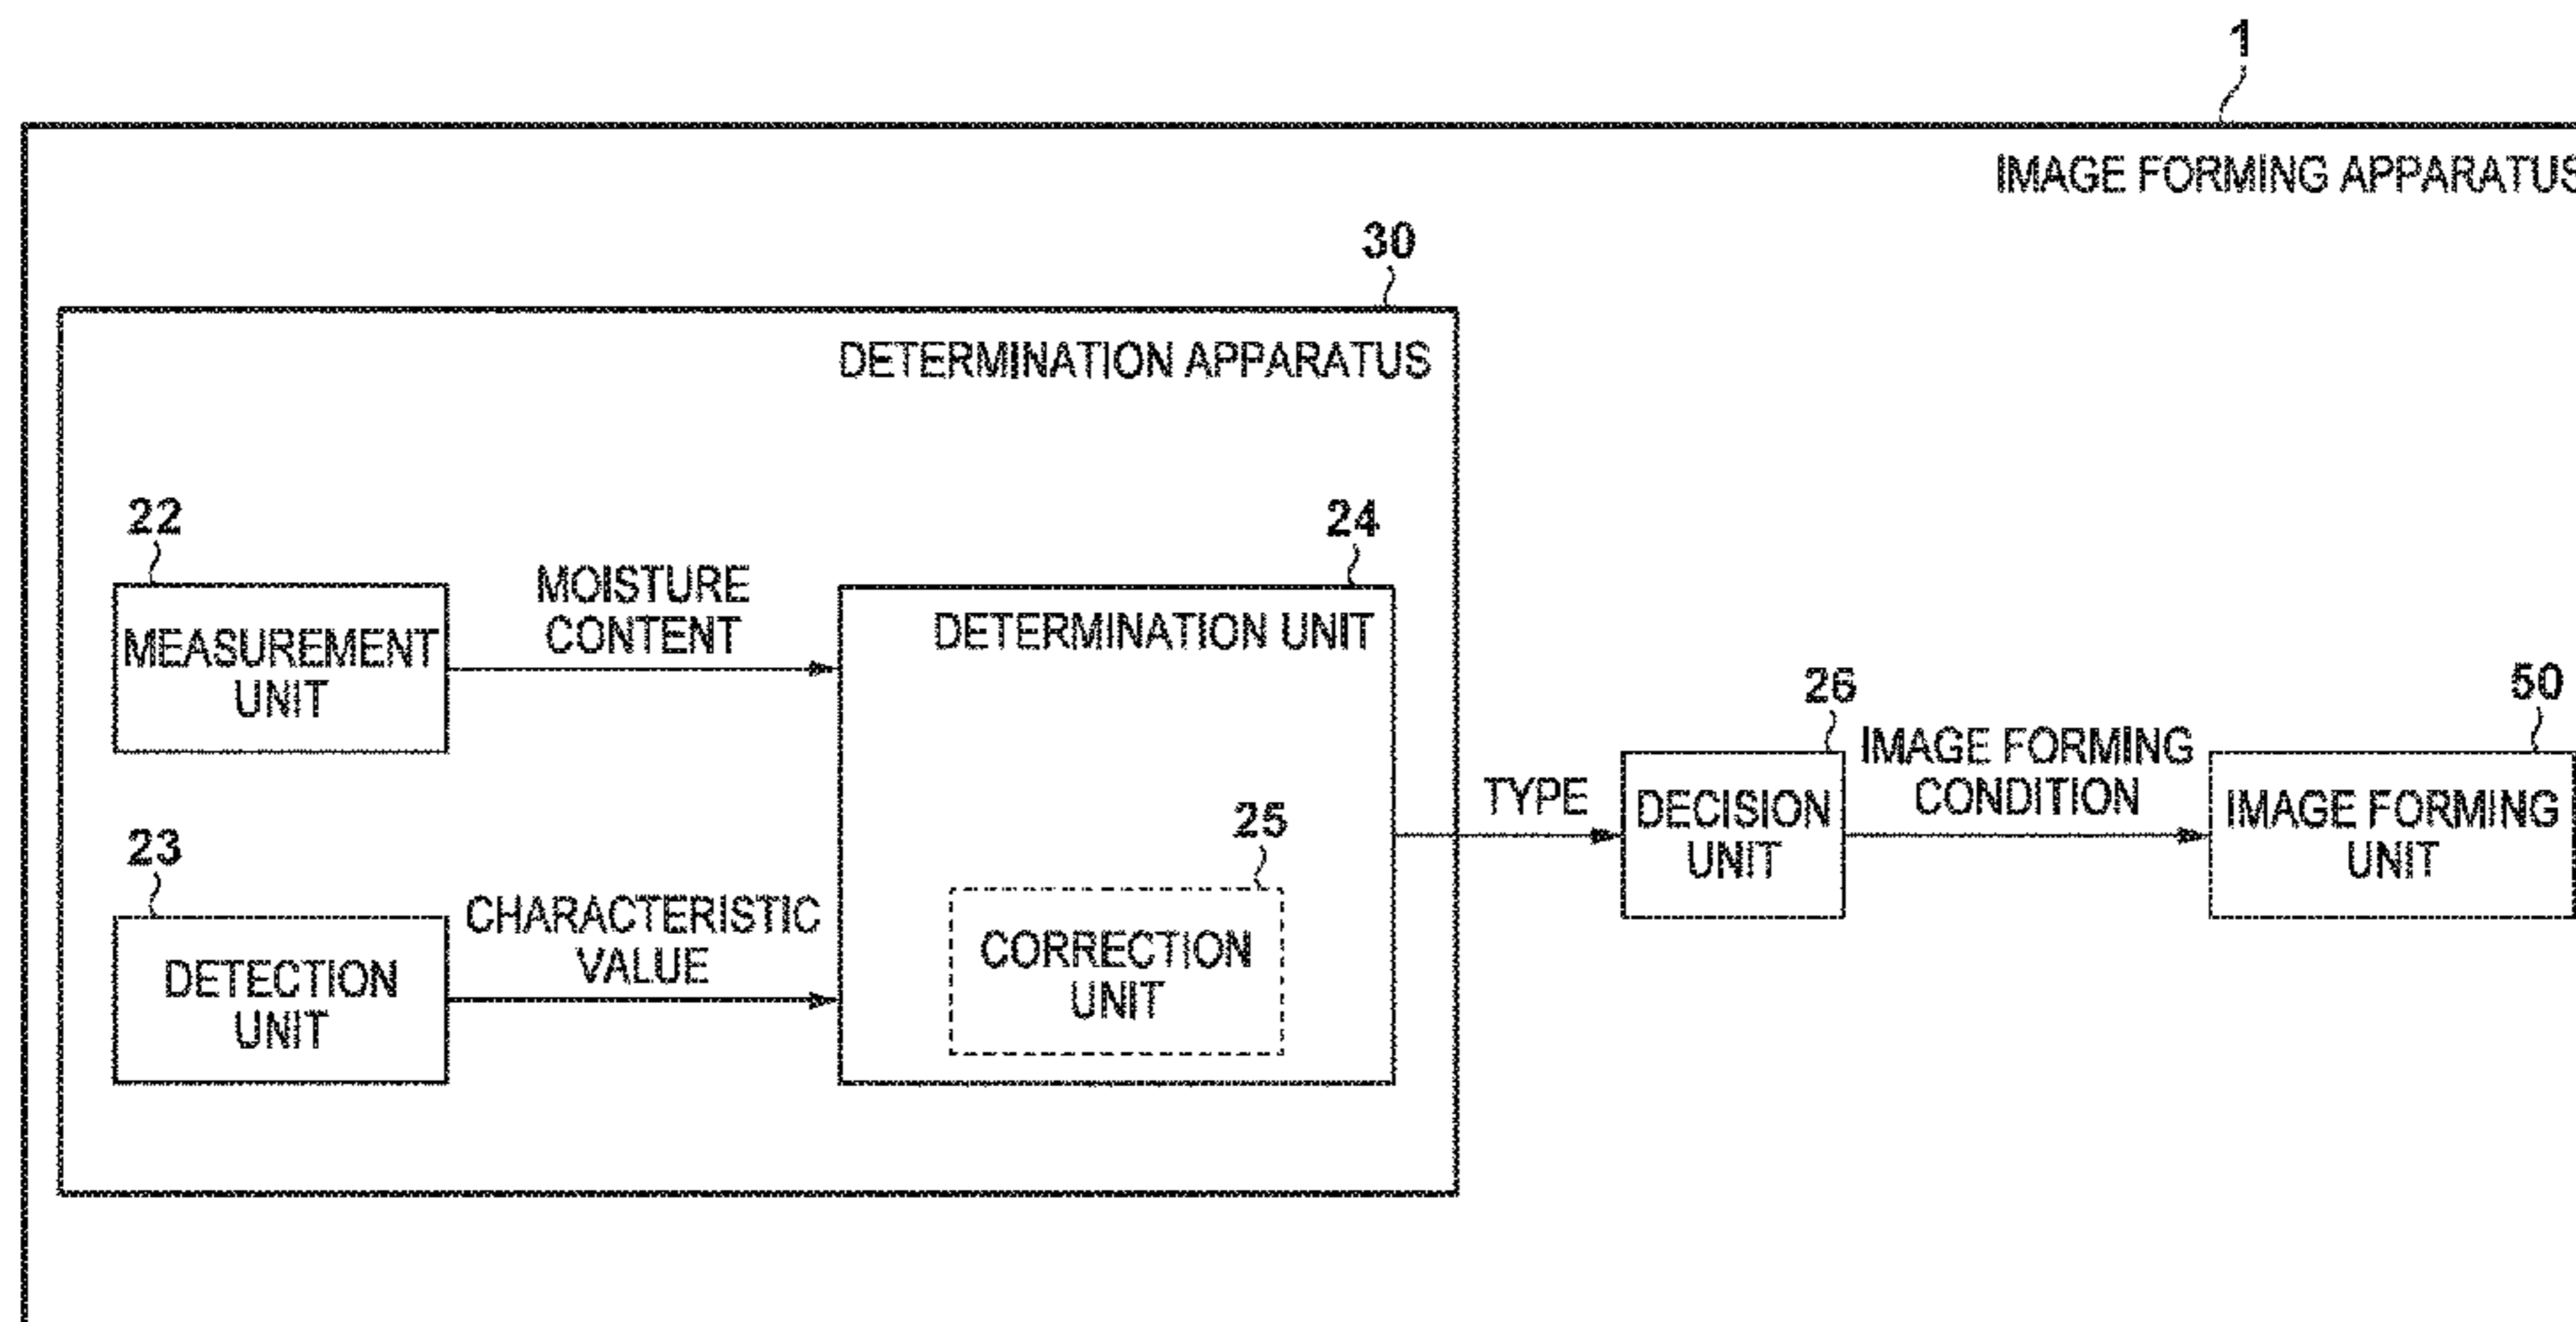 1
IMAGE FORMING APPARATUS
30
DETERMINATION APPARATUS
22
MEASUREMENT
UNIT
MOISTURE
CONTENT
24
DETERMINATION UNIT
23
DETECTION
UNIT
CHARACTERISTIC
VALUE
25
CORRECTION
UNIT
TYPE
26
DECISION
UNIT
IMAGE FORMING
CONDITION
50
IMAGE FORMING
UNIT